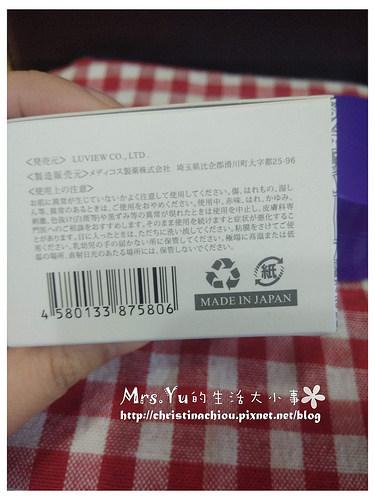 <発売元> LUVIEW CO., LTD.
<製造販売元>メディコス製薬株式会社 埼玉県比企郡滑川町大字都25-96
<使用上の注意>
お肌に異常が生じていないかよく注意して使用してください。傷、はれもの、湿し
ん等、異常のあるときは、ご使用をおやめください。使用中、赤味、はれ、かゆみ、
刺激、色抜け(白斑等)や黒ずみ等の異常が現れたときは使用を中止し、皮膚科専
門医へのご相談をおすすめします。そのまま使用を続けますと症状が悪化するこ
とがあります。目に入ったときは、ただちに洗い流してください。粘膜をさけてご使
用ください。乳幼児の手の届かない所に保管してください。極端に高温または低
温の場所、直射日光のあたる場所には、保管しないでください。
紙
4 580133 875806
MADE IN JAPAN
Mrs.Yu的生活大小事
http://christinachiou.pixnet.net/blog